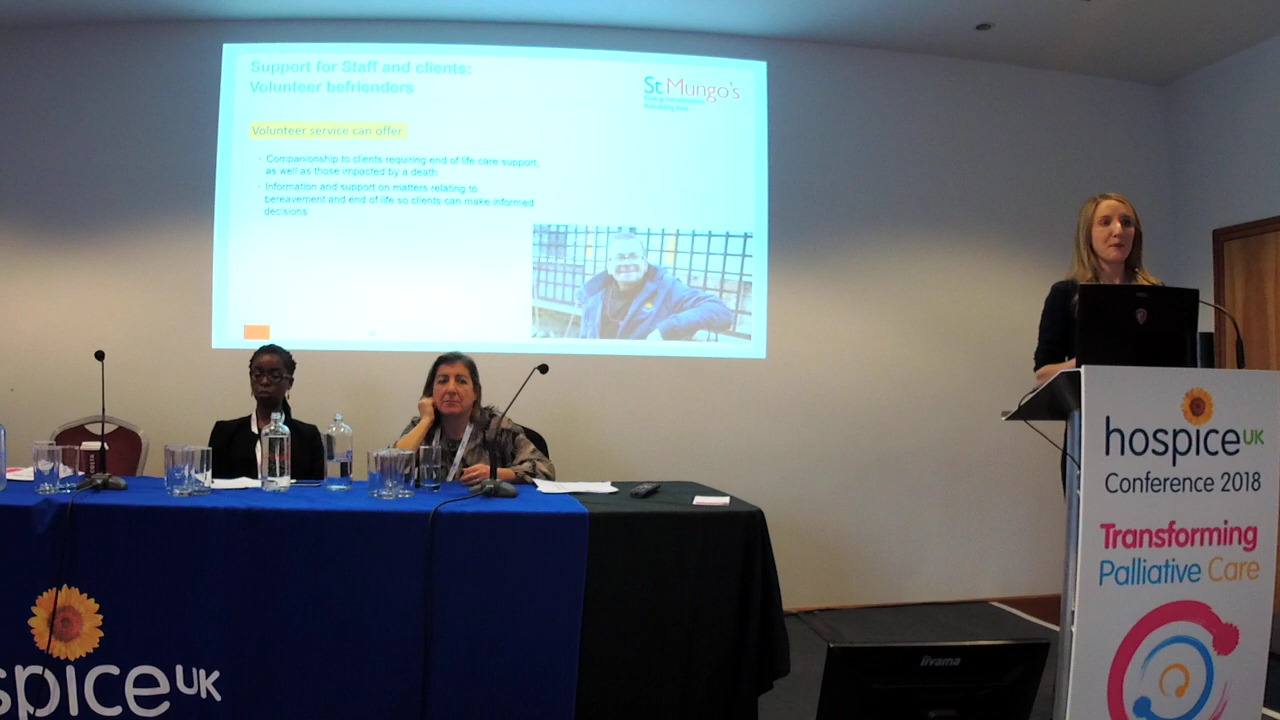 Support for Staff and clients:
Volunteer befrienders
St Mungo's
Volunteer service can offer
· Companionship to clients requiring end of life care support,
as well as those impacted by a death.
· Information and support on matters relating to
bereavement and end of life so clients can make informed
decisions.
COSTA
hospice UK
Conference 2018
Transforming
Palliative Care
spice UK
iiyama